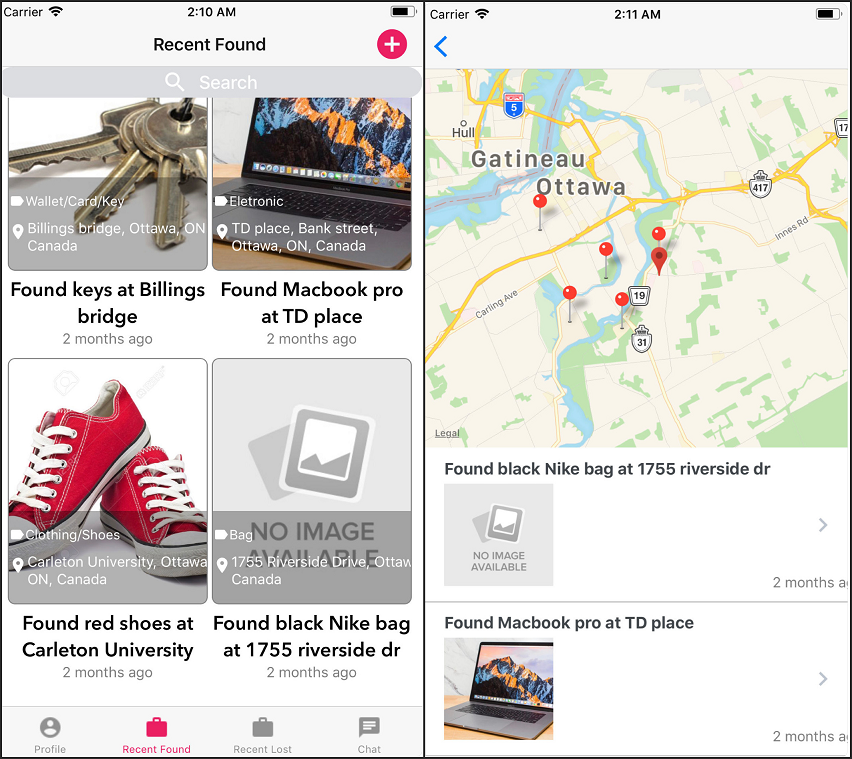 Carrier 2:10 AM
Recent Found
Search
Wallet/Card/Key
Billings bridge, Ottawa, ON
Canada
Eletronic
TD place, Bank street,
Ottawa, ON, Canada
Found keys at Billings
bridge
2 months ago
Found Macbook pro
at TD place
2 months ago
Clothing/Shoes
Carleton University, Ottawa
ON, Canada
NO IMAGE
AVAILABLE
Bag
1755 Riverside Drive, Ottaw
Canada
Found red shoes at
Carleton University
2 months ago
Found black Nike bag
at 1755 riverside dr
2 months ago
Profile
Recent Found
Recent Lost
Chat
Carrier 2:11 AM
5
Hull
17
Gatineau
Ottawa
417
Innes Rd
19
Carling Ave
31
Legal
Found black Nike bag at 1755 riverside dr
NO IMAGE
AVAILABLE
2 months a
Found Macbook pro at TD place
2 months a